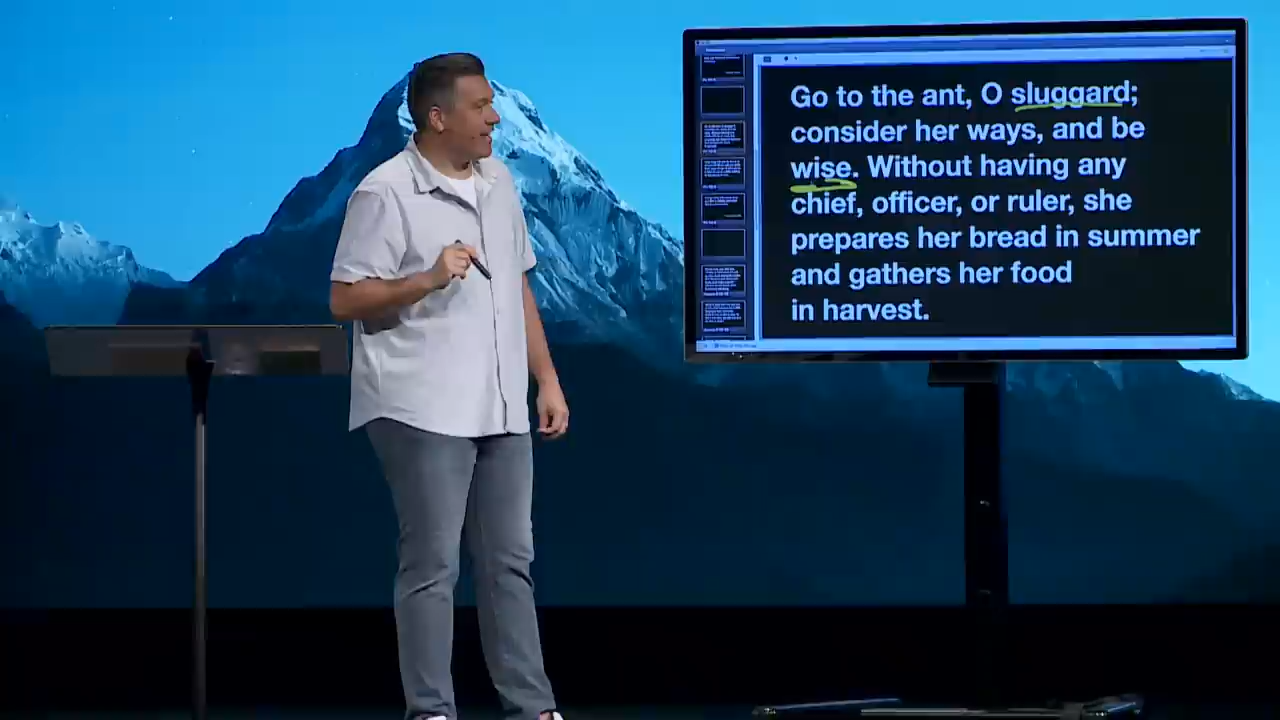 Go to the ant, O sluggard;
consider her ways, and be
wise. Without having any
chief, officer, or ruler, she
prepares her bread in summer
and gathers her food
in harvest.